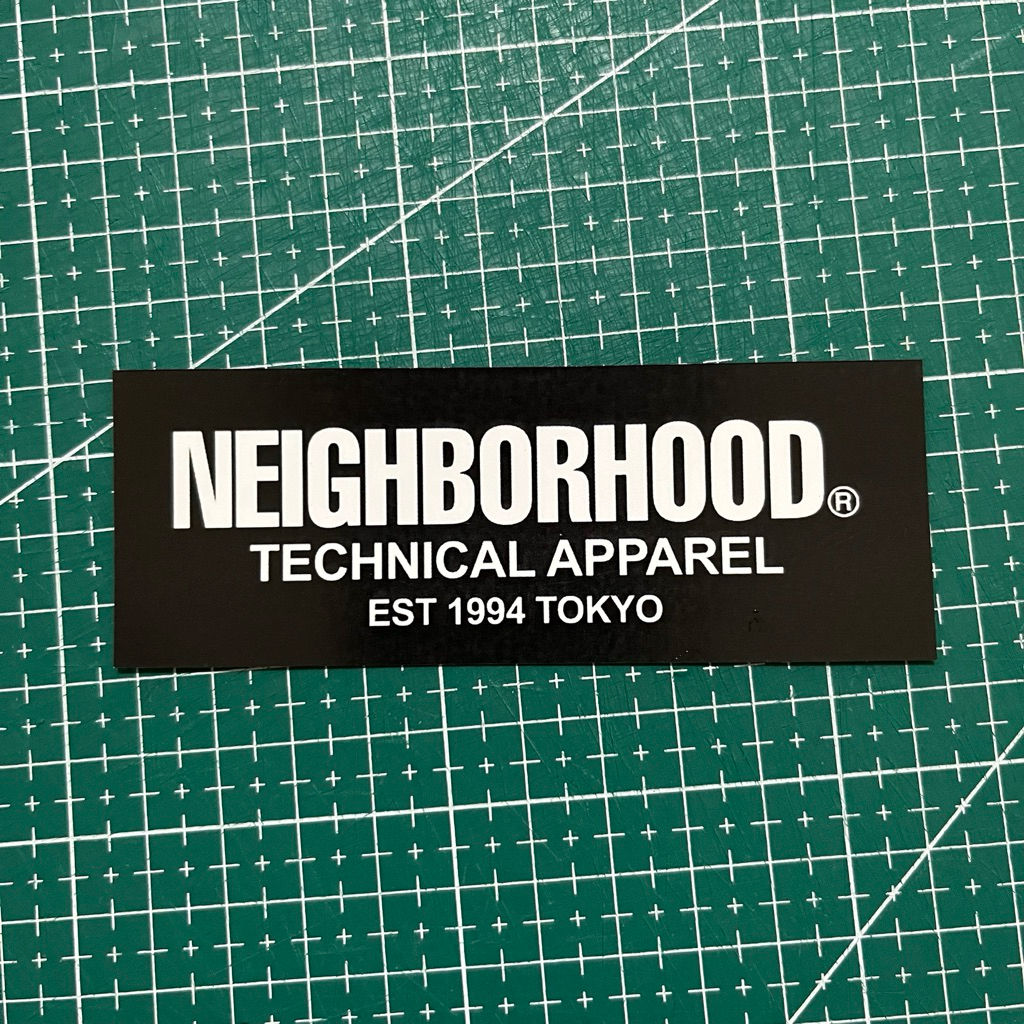 NEIGHBORHOOD®
TECHNICAL APPAREL
EST 1994 TOKYO